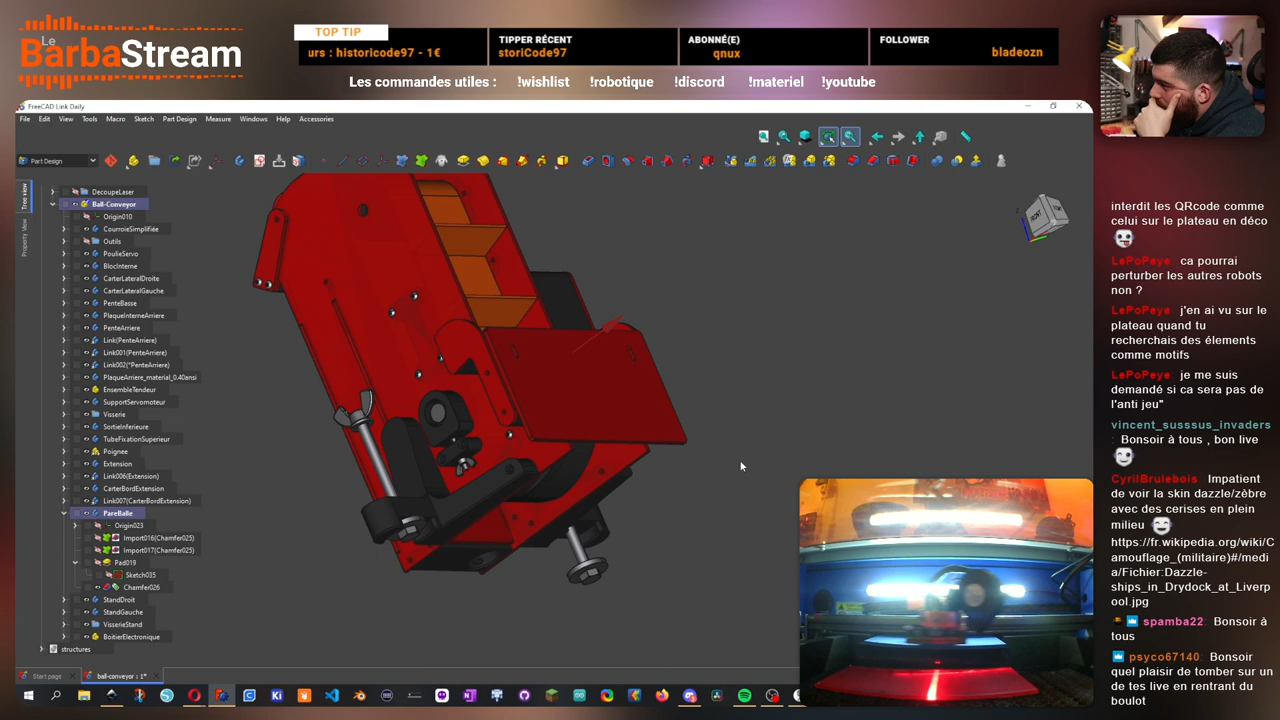 Le
BarbaStream
TOP TIP
urs : historicode97 - 1€
TIPPER RÉCENT
storiCode97
ABONNÉ(E)
qnux
FOLLOWER
bladeozn
Les commandes utiles : !wishlist !robotique !discord !materiel !youtube
FreeCAD Link Daily
File Edit View Tools Macro Sketch Part Design Measure Windows Help Accessories
Part Design
Tree view
Property View
DecoupeLaser
Ball-Conveyor
Origin010
CourroieSimplifiée
Outils
PoulieServo
BlocInterne
CarterLateralDroite
CarterLateralGauche
PenteBasse
PlaqueInterneArriere
PenteArriere
Link(PenteArriere)
Link001(PenteArriere)
Link002(*PenteArriere)
PlaqueArriere_material_0.40ansi
EnsembleTendeur
SupportServomoteur
Visserie
SortieInferieure
TubeFixationSuperieur
Poignee
Extension
Link006(Extension)
CarterBordExtension
Link007(CarterBordExtension)
PareBalle
Origin023
Import016(Chamfer025)
Import017(Chamfer025)
Pad019
Sketch035
Chamfer026
StandDroit
StandGauche
VisserieStand
BoitierElectronique
structures
FRONT
Start page
ball-conveyor : 1*
interdit les QRcode comme
celui sur le plateau en déco
LePoPeye ca pourrai
perturber les autres robots
non ?
LePoPeye j'en ai vu sur le
plateau quand tu
recherchais des élements
comme motifs
LePoPeye je me suis
demandé si ca sera pas de
l'anti jeu"
vincent_susssus_invaders
: Bonsoir à tous , bon live
CyrilBrulebois: Impatient
de voir la skin dazzle/zèbre
avec des cerises en plein
milieu
https://fr.wikipedia.org/wiki/C
amouflage_(militaire)#/medi
a/Fichier:Dazzle-
ships_in_Drydock_at_Liverp
ool.jpg
spamba22: Bonsoir à
tous
psyco67140: Bonsoir
quel plaisir de tomber sur un
de tes live en rentrant du
boulot